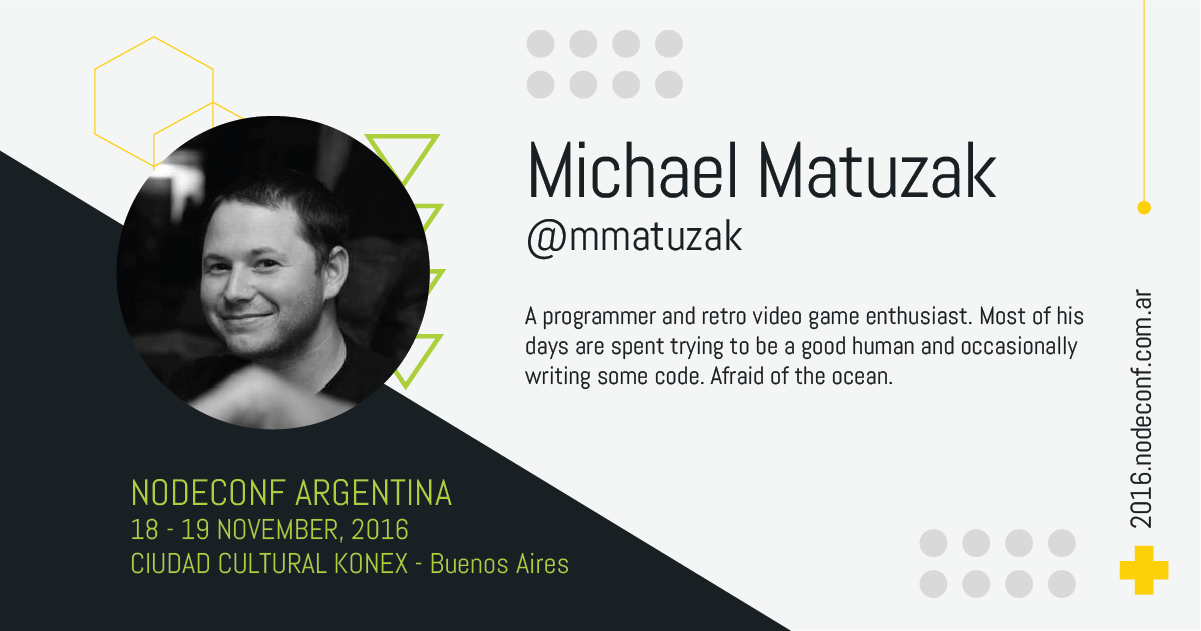 Michael Matuzak
@mmatuzak
A programmer and retro video game enthusiast. Most of his
days are spent trying to be a good human and occasionally
writing some code. Afraid of the ocean.
NODECONF ARGENTINA
18 - 19 NOVEMBER, 2016
CIUDAD CULTURAL KONEX - Buenos Aires
2016.nodeconf.com.ar